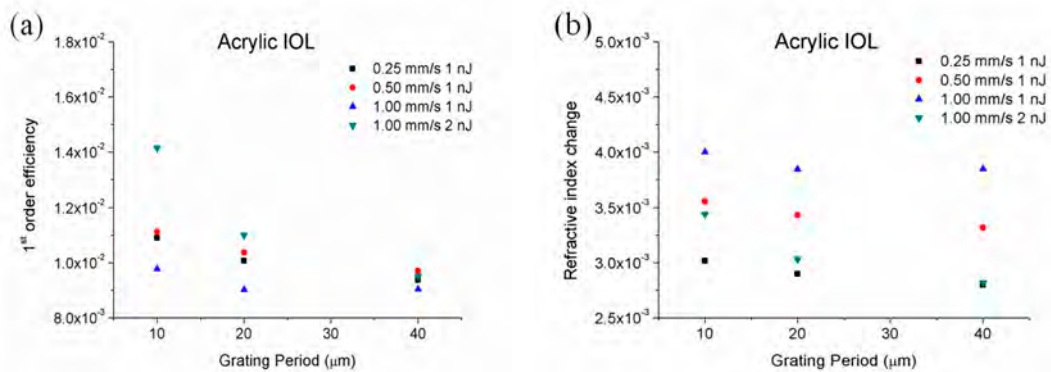 (a)
Acrylic IOL
1.8x10⁻²
1.6x10⁻²
1.4x10⁻²
1.2x10⁻²
1.0x10⁻²
8.0x10⁻³
1ˢᵗ order efficiency
0.25 mm/s 1 nJ
0.50 mm/s 1 nJ
1.00 mm/s 1 nJ
1.00 mm/s 2 nJ
10 20 30 40
Grating Period (μm)
(b)
Acrylic IOL
5.0x10⁻³
4.5x10⁻³
4.0x10⁻³
3.5x10⁻³
3.0x10⁻³
2.5x10⁻³
Refractive index change
0.25 mm/s 1 nJ
0.50 mm/s 1 nJ
1.00 mm/s 1 nJ
1.00 mm/s 2 nJ
10 20 30 40
Grating Period (μm)